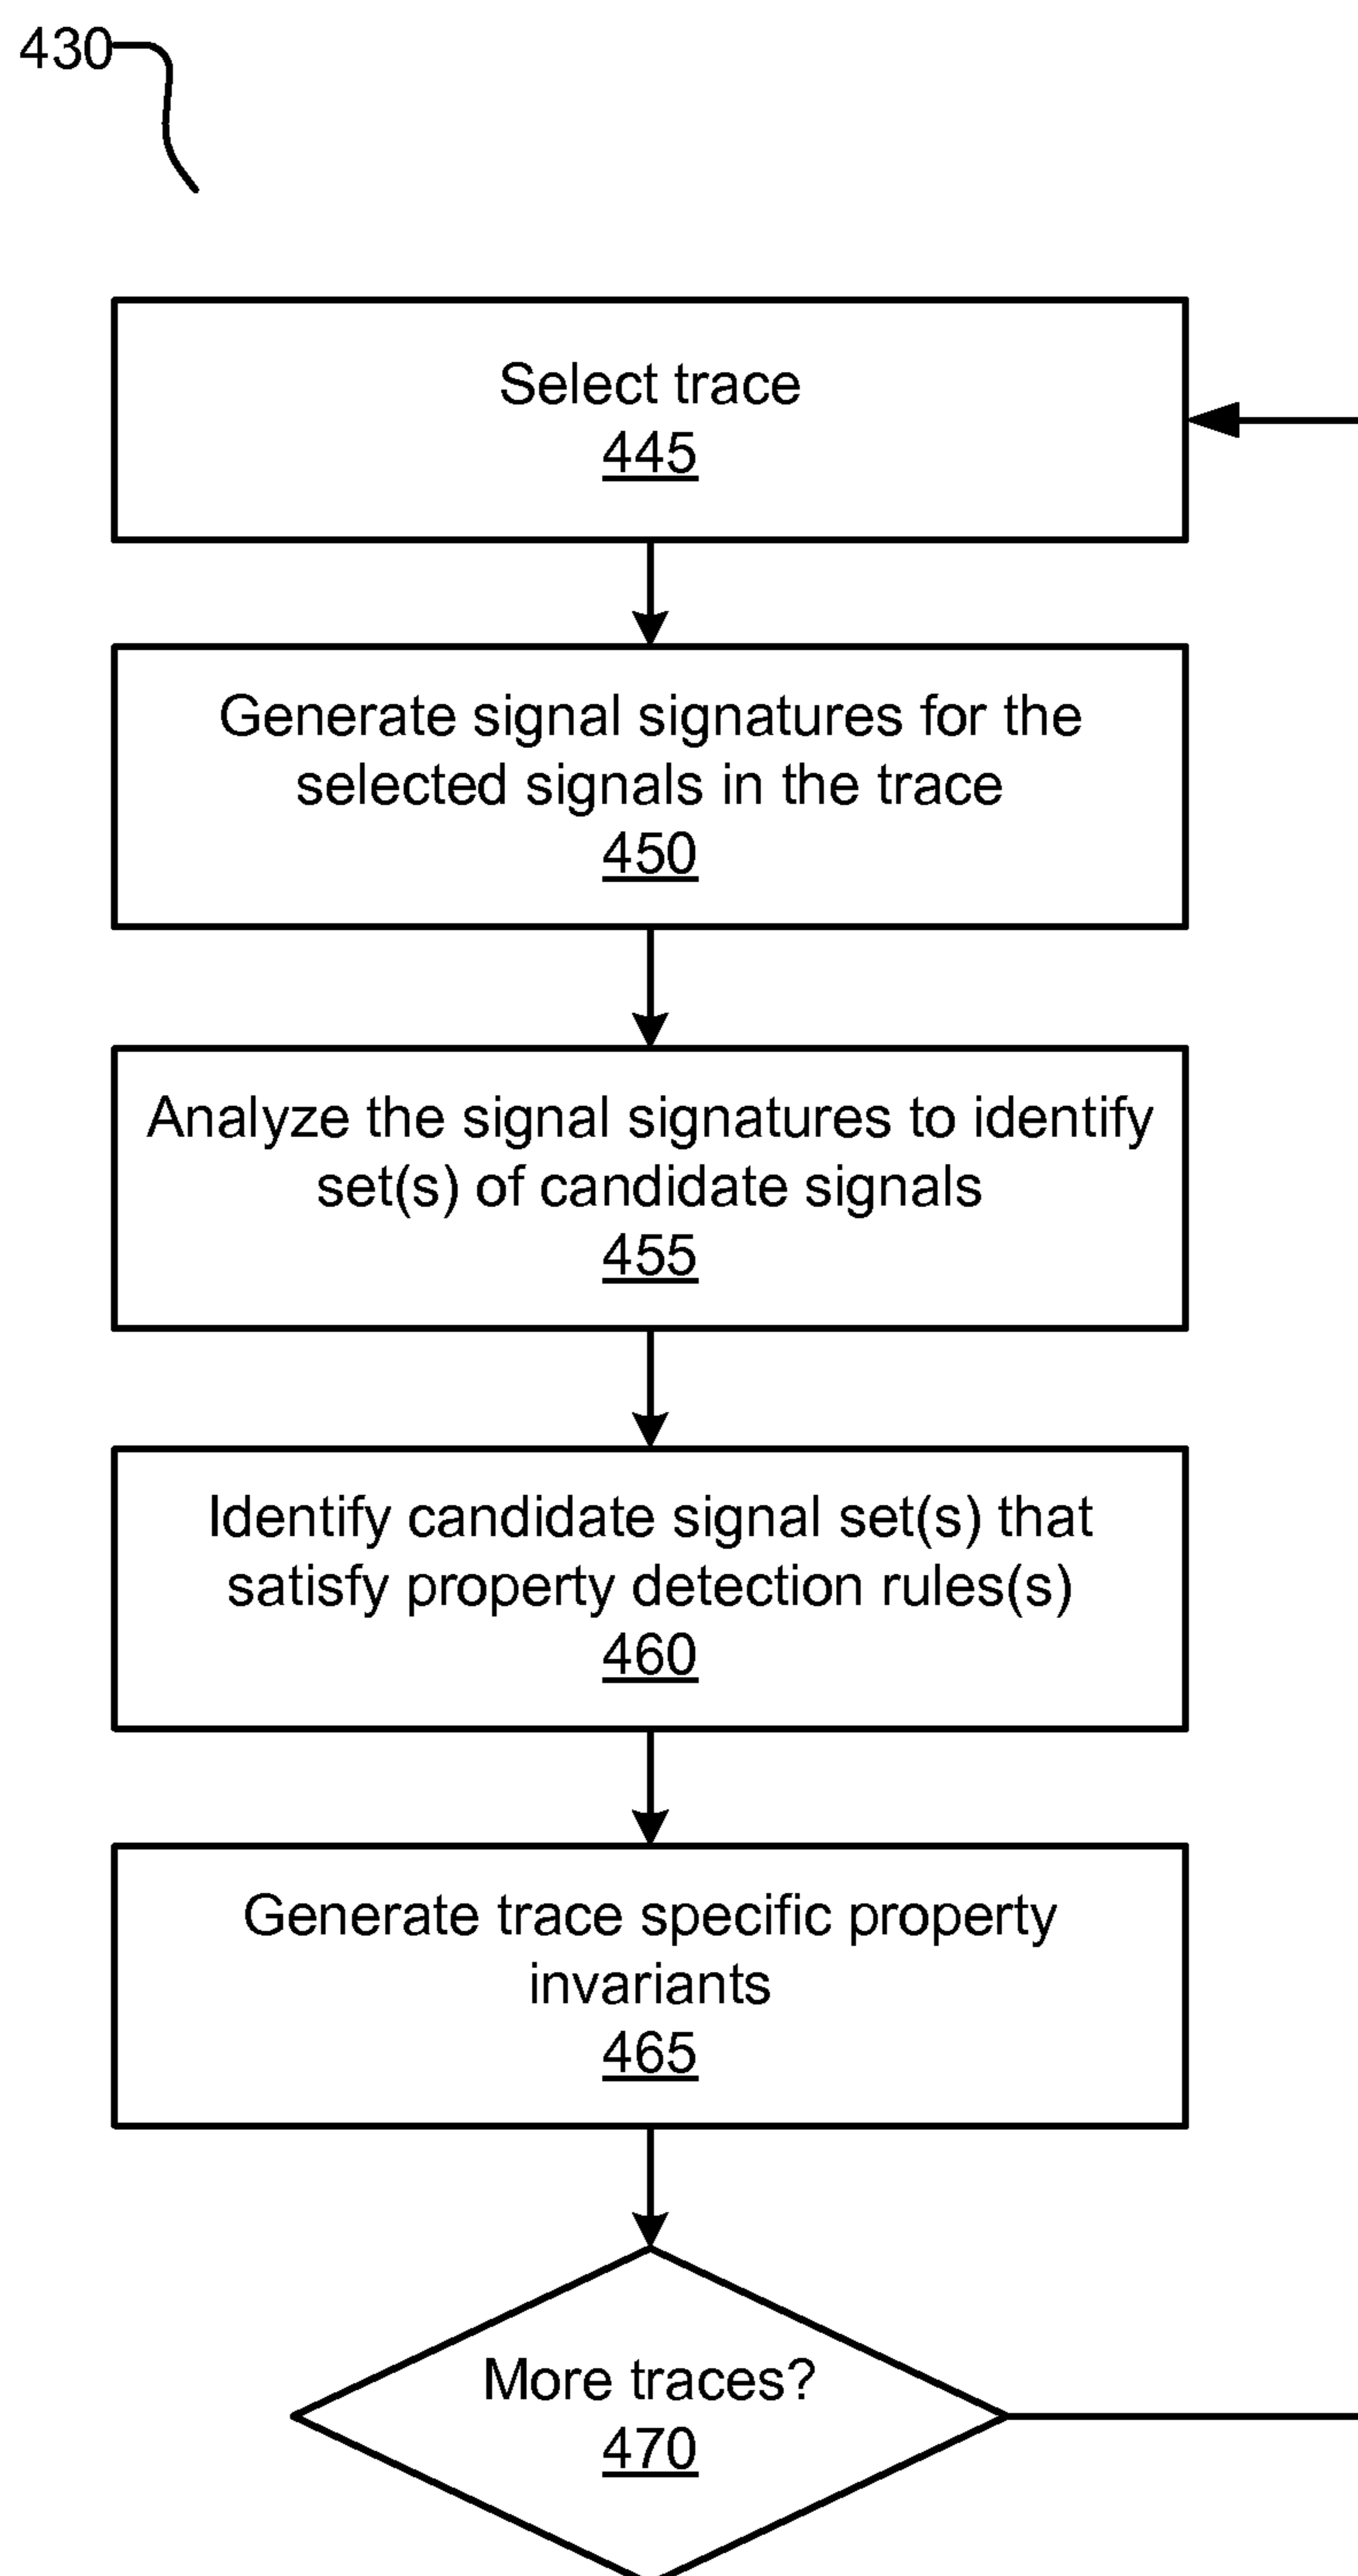 430
Select trace
445
Generate signal signatures for the
selected signals in the trace
450
Analyze the signal signatures to identify
set(s) of candidate signals
455
Identify candidate signal set(s) that
satisfy property detection rules(s)
460
Generate trace specific property
invariants
465
More traces?
470